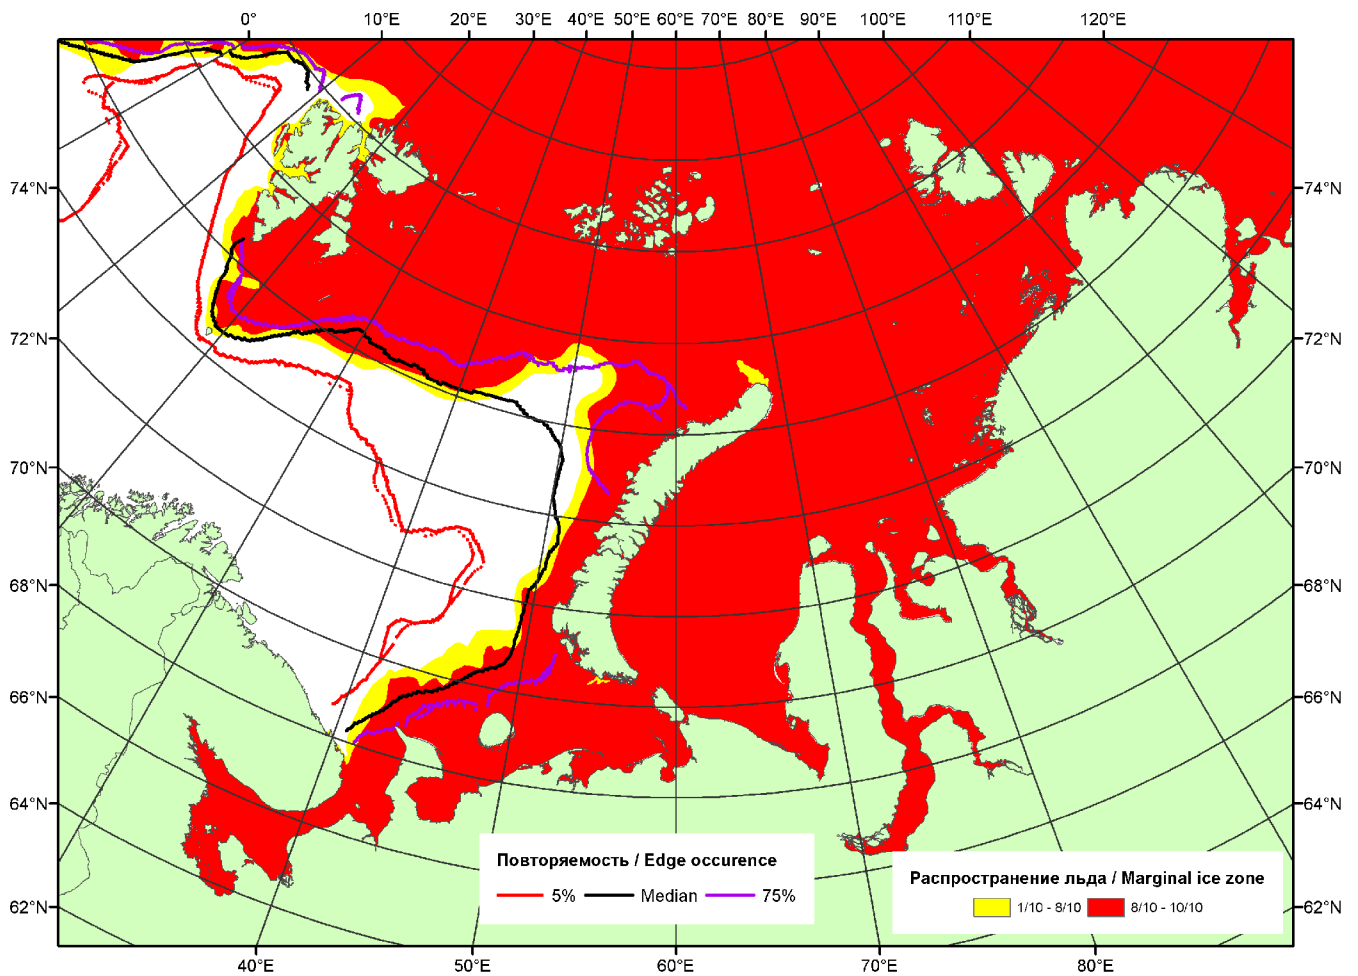 0° 10°E 20°E 30°E 40°E 50°E 60°E 70°E 80°E 90°E 100°E 110°E 120°E
74°N 74°N
72°N 72°N
70°N 70°N
68°N 68°N
66°N 66°N
64°N 64°N
62°N 62°N
Повторяемость / Edge occurence
5% Median 75%
Распространение льда / Marginal ice zone
1/10 - 8/10 8/10 - 10/10
40°E 50°E 60°E 70°E 80°E